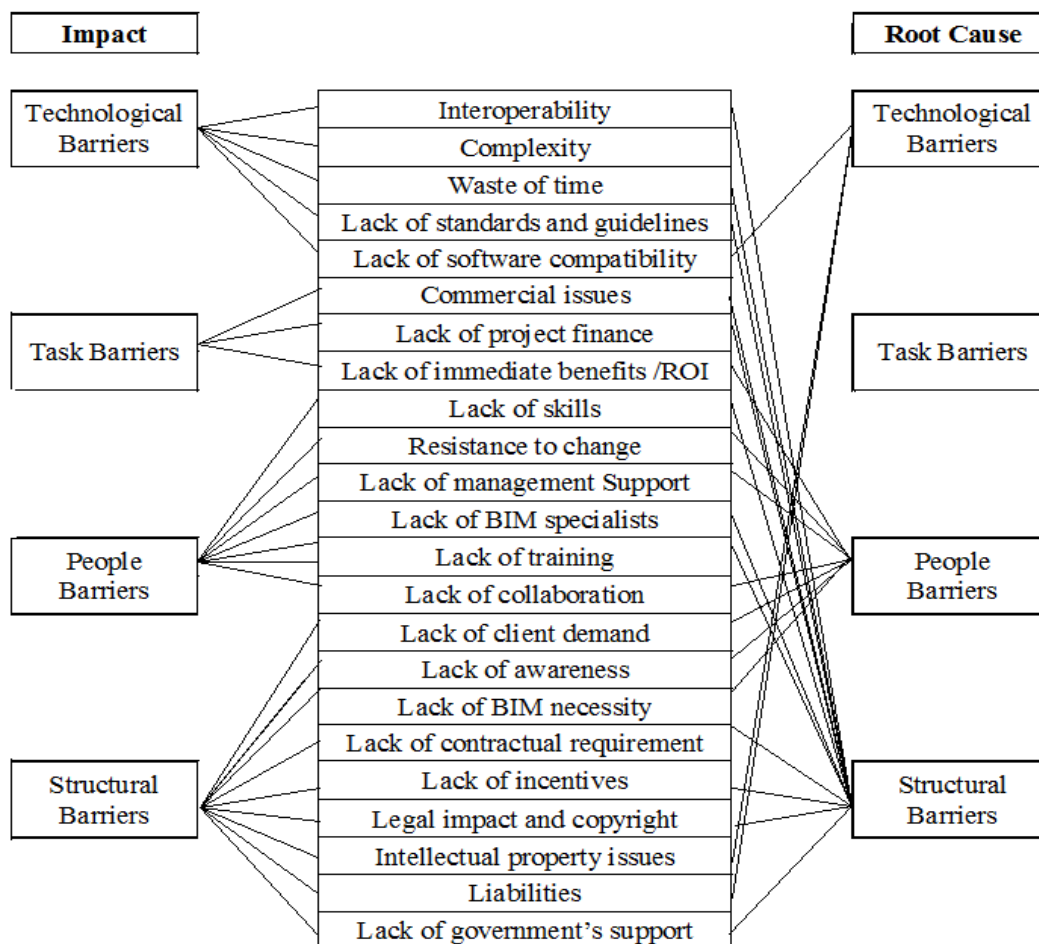 Impact
Root Cause
Technological
Barriers
Task Barriers
People
Barriers
Structural
Barriers
Interoperability
Complexity
Waste of time
Lack of standards and guidelines
Lack of software compatibility
Commercial issues
Lack of project finance
Lack of immediate benefits /ROI
Lack of skills
Resistance to change
Lack of management Support
Lack of BIM specialists
Lack of training
Lack of collaboration
Lack of client demand
Lack of awareness
Lack of BIM necessity
Lack of contractual requirement
Lack of incentives
Legal impact and copyright
Intellectual property issues
Liabilities
Lack of government’s support
Technological
Barriers
Task Barriers
People
Barriers
Structural
Barriers